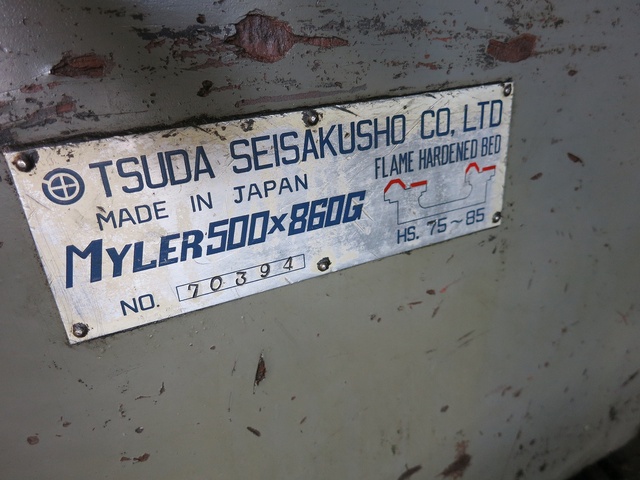 TSUDA SEISAKUSHO CO, LTD
MADE IN JAPAN
FLAME HARDENED BED
MYLER 500×860G
HS. 75~85
NO. 70394